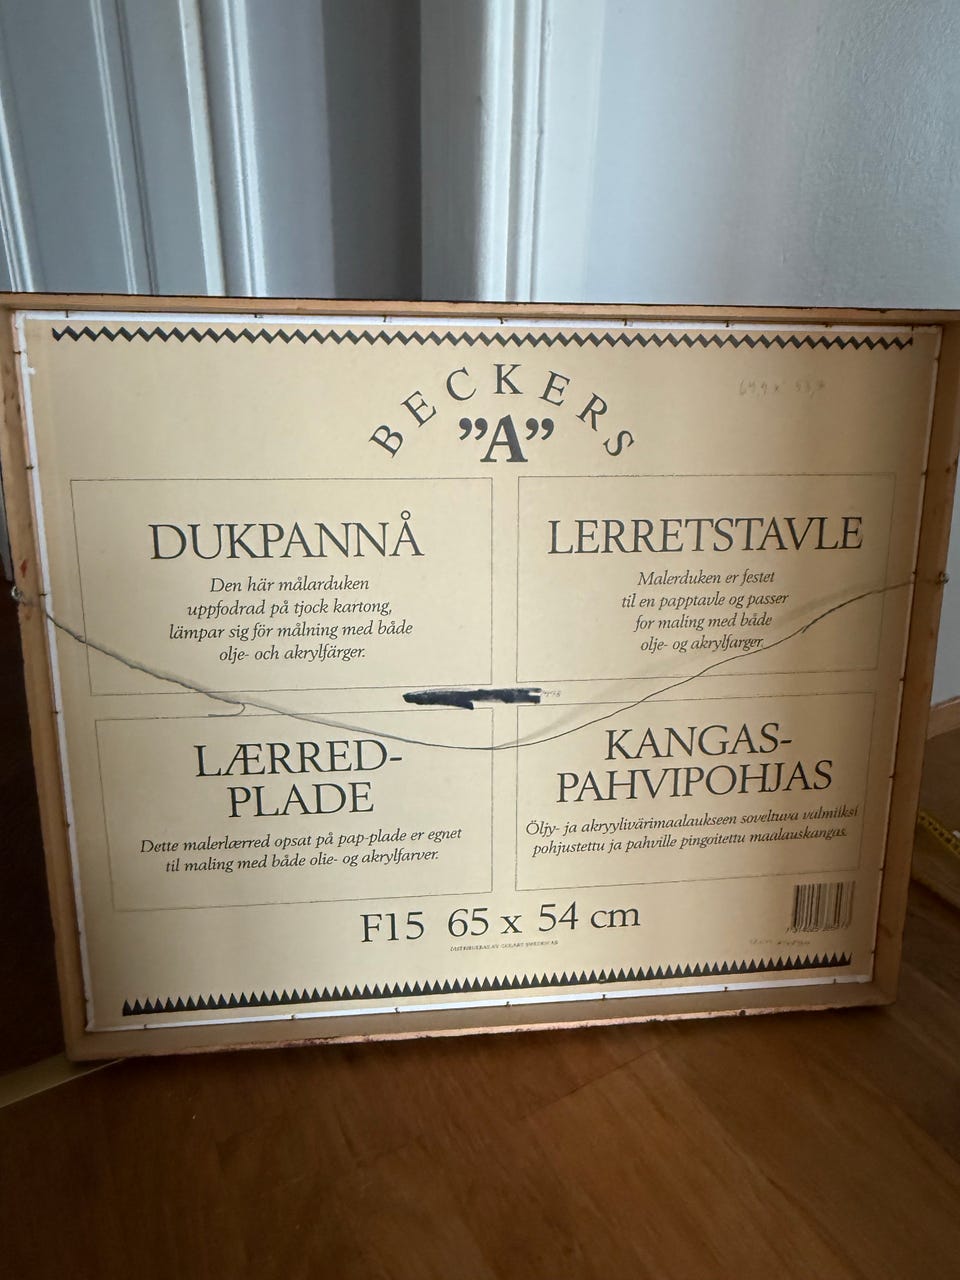 BECKERS
”A”
DUKPANNÅ
Den här målarduken
uppfodrad på tjock kartong,
lämpar sig för målning med både
olje- och akrylfärger.
LERRETSTAVLE
Malerduken er festet
til en papptavle og passer
for maling med både
olje- og akrylfarger.
LÆRRED-
PLADE
Dette malerlærred opsat på pap-plade er egnet
til maling med både olie- og akrylfarver.
KANGAS-
PAHVIPOHJAS
Öljy- ja akryylivärimaalaukseen soveltuva valmiiksi
pohjustettu ja pahville pingoitettu maalauskangas.
F15 65 x 54 cm